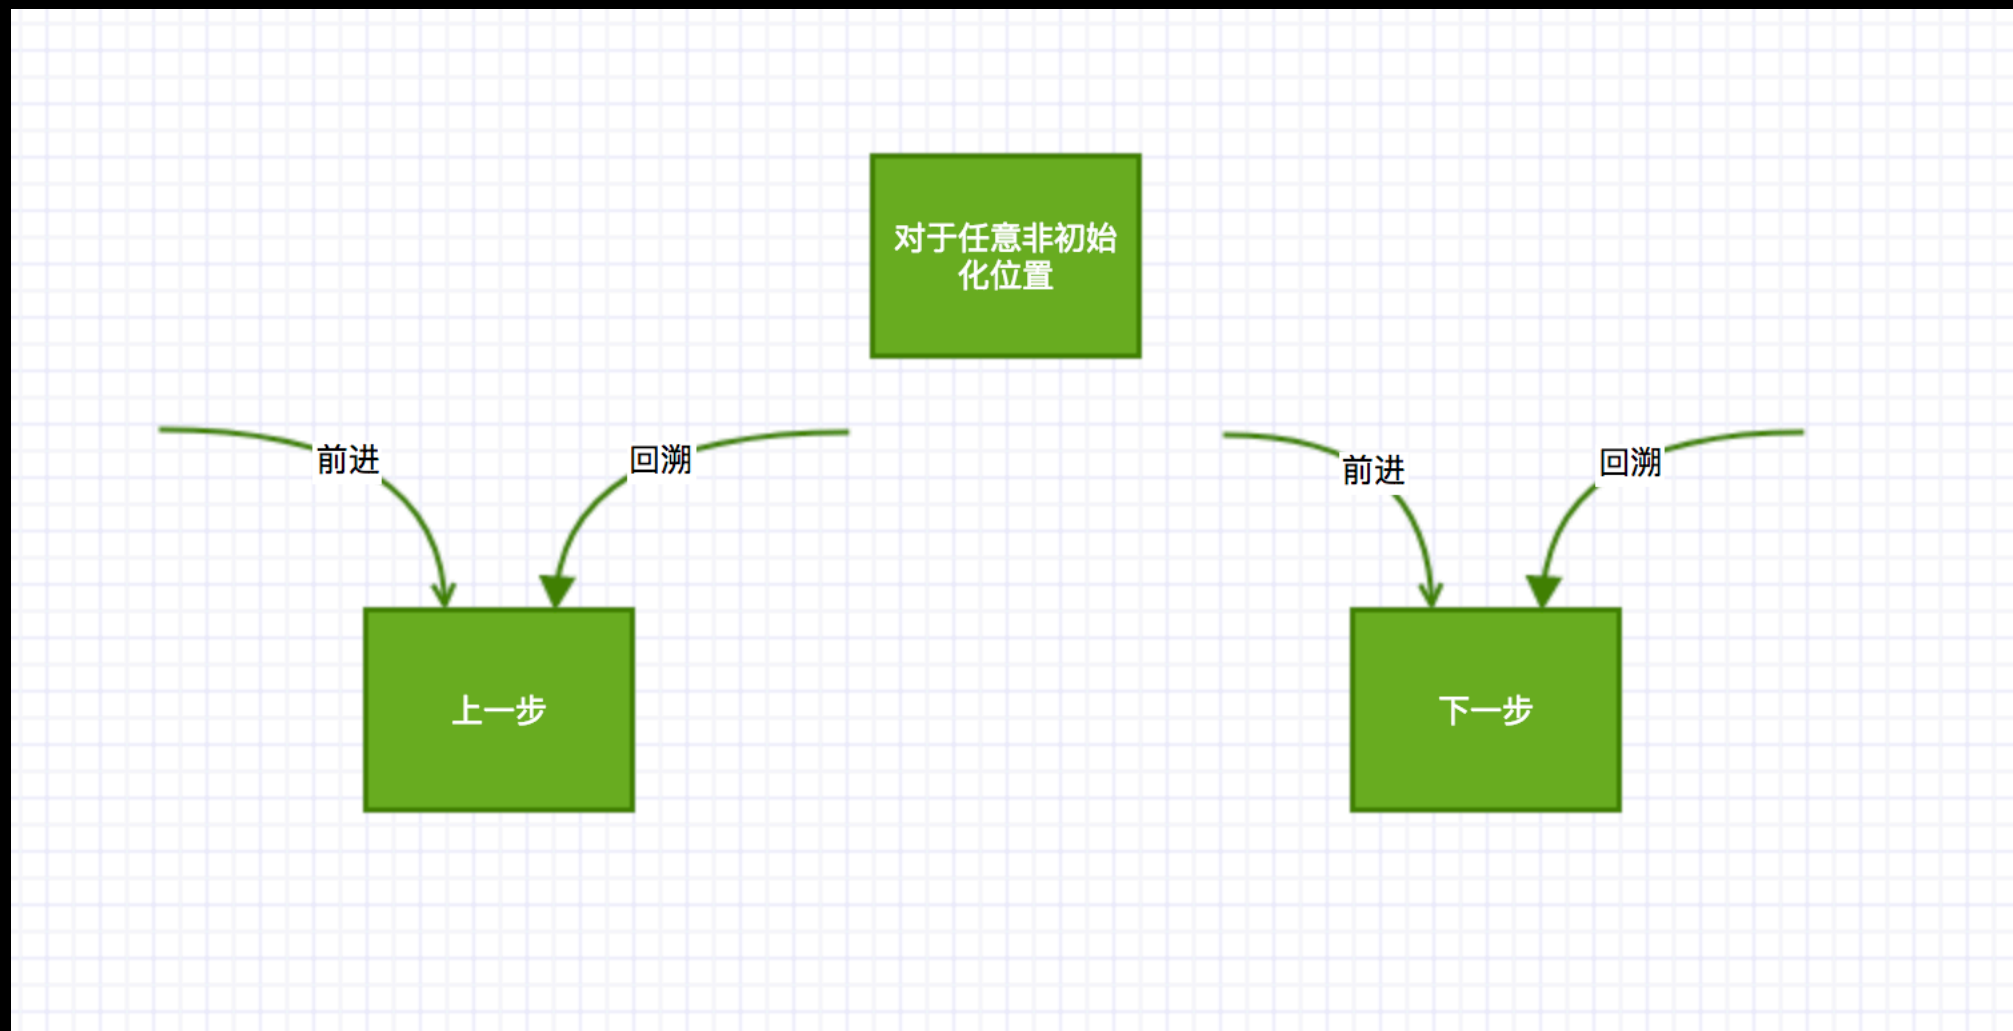 对于任意非初始
化位置
前进
回溯
前进
回溯
上一步
下一步